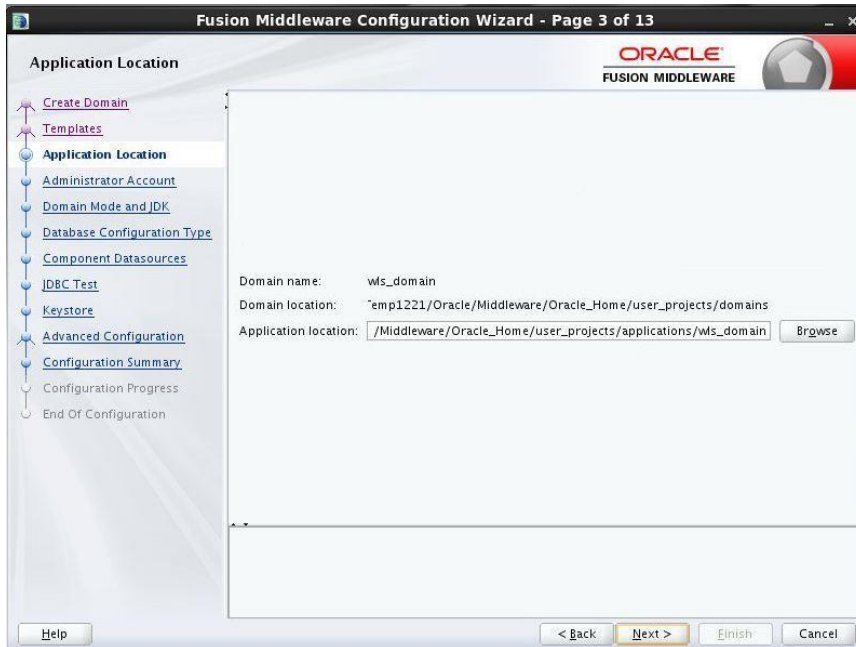 Fusion Middleware Configuration Wizard - Page 3 of 13
Application Location
ORACLE
FUSION MIDDLEWARE
Create Domain
Templates
Application Location
Administrator Account
Domain Mode and JDK
Database Configuration Type
Component Datasources
JDBC Test
Keystore
Advanced Configuration
Configuration Summary
Configuration Progress
End Of Configuration
Domain name: wls_domain
Domain location: emp1221/Oracle/Middleware/Oracle_Home/user_projects/domains
Application location: /Middleware/Oracle_Home/user_projects/applications/wls_domain Browse
Help < Back Next > Finish Cancel